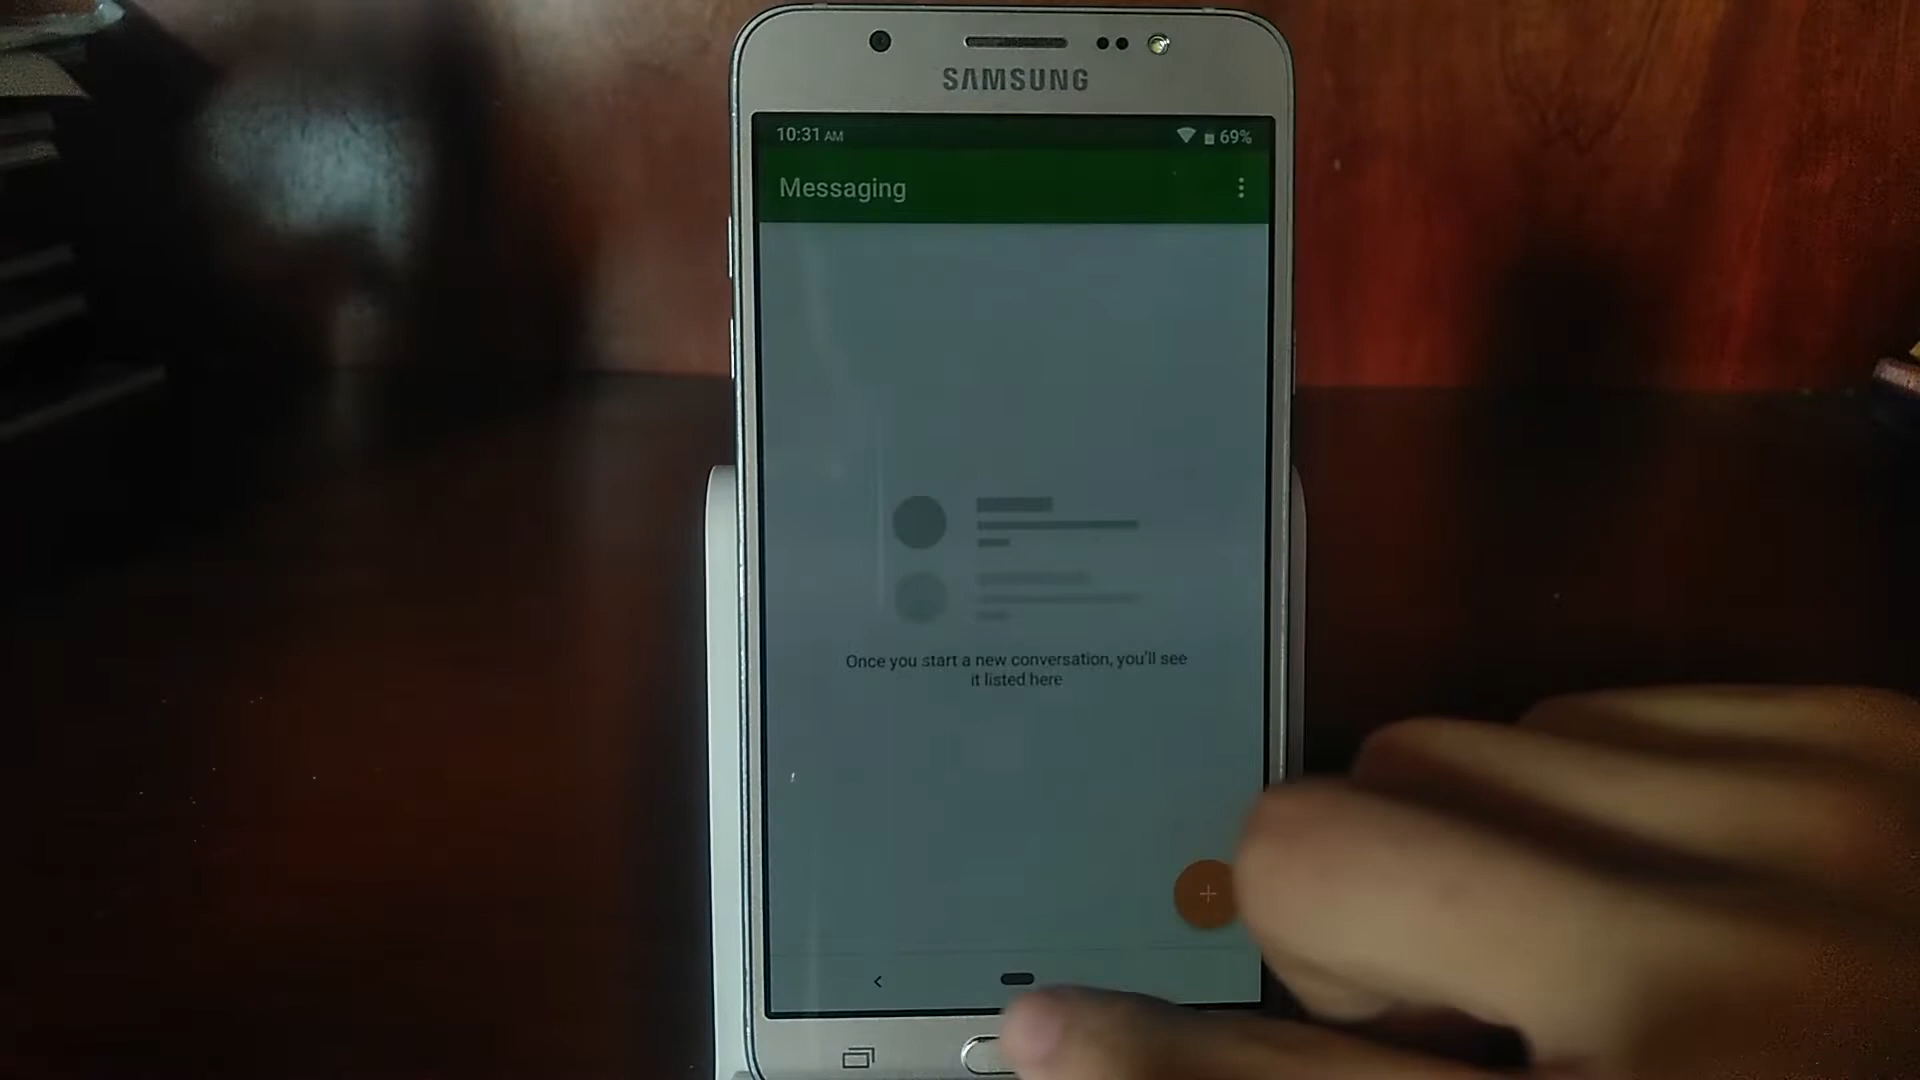 SAMSUNG
10:31 AM
69%
Messaging
Once you start a new conversation, you'll see
it listed here